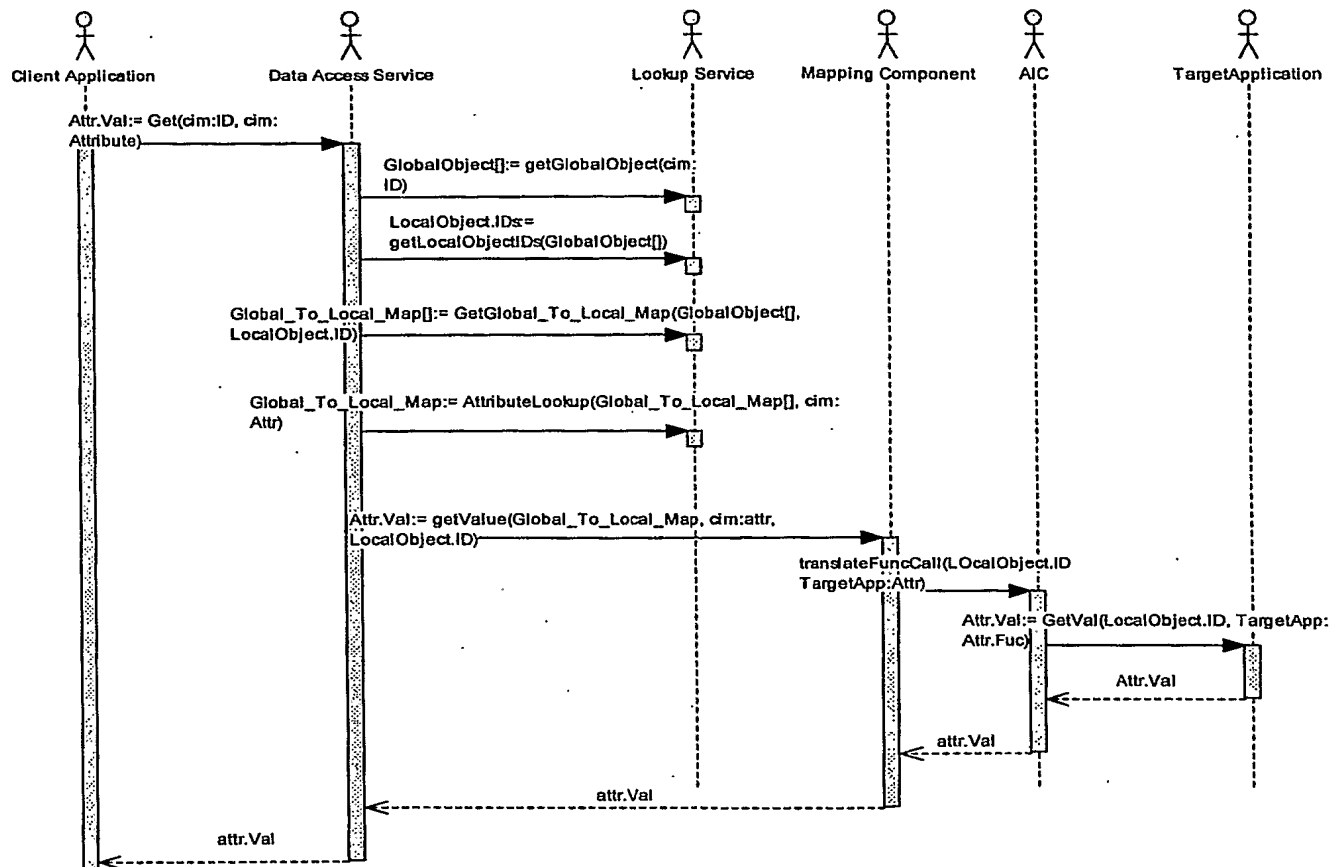 Client Application
Data Access Service
Lookup Service
Mapping Component
AIC
TargetApplication
Attr.Val:= Get(cim:ID, cim:
Attribute)
GlobalObject[]:= getGlobalObject(cim:
ID)
LocalObject.IDs:=
getLocalObjectIDs(GlobalObject[])
Global_To_Local_Map[]:= GetGlobal_To_Local_Map(GlobalObject[],
LocalObject.ID)
Global_To_Local_Map:= AttributeLookup(Global_To_Local_Map[], cim:
Attr)
Attr.Val:= getValue(Global_To_Local_Map, cim:attr,
LocalObject.ID)
translateFuncCall(LOcalObject.ID
TargetApp:Attr)
Attr.Val:= GetVal(LocalObject.ID, TargetApp:
Attr.Fuc)
Attr.Val
attr.Val
attr.Val
attr.Val